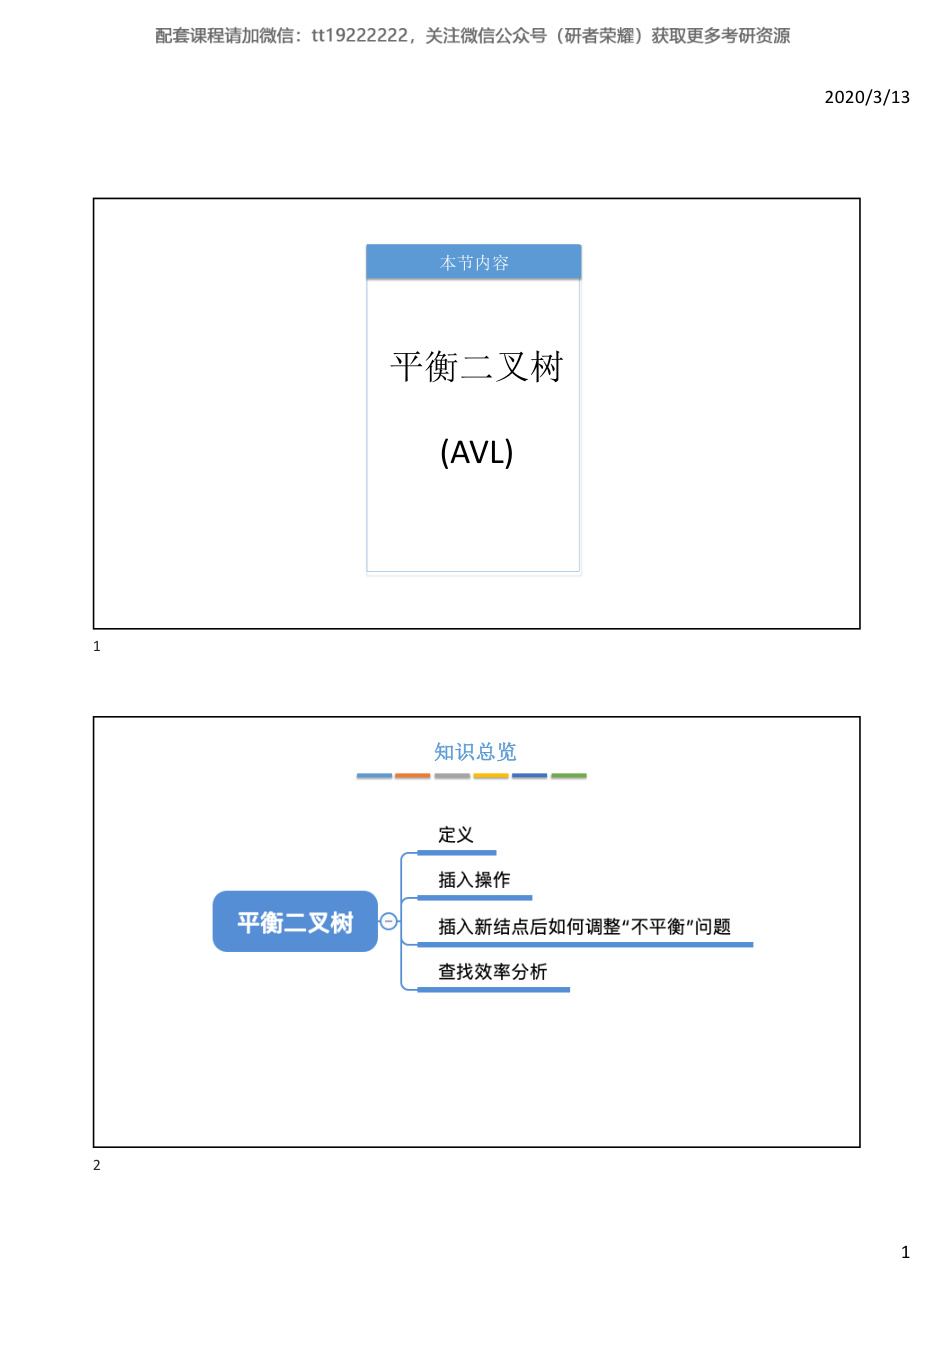 配套课程请加微信：tt19222222，关注微信公众号（研者荣耀）获取更多考研资源
2020/3/13
本节内容
平衡二叉树
(AVL)
1
知识总览
定义
插入操作
平衡二叉树
插入新结点后如何调整“不平衡”问题
查找效率分析
2
1